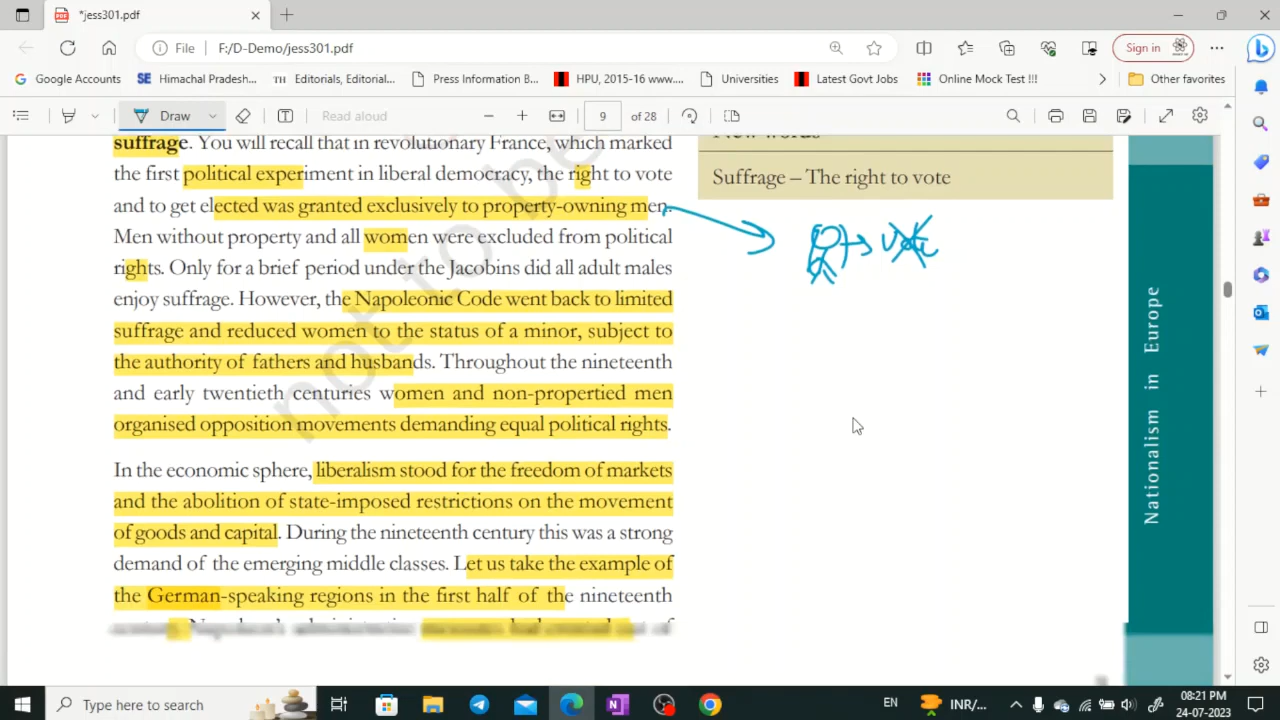 *jess301.pdf
File F:/D-Demo/jess301.pdf
Sign in
Google Accounts
SE Himachal Pradesh...
TH Editorials, Editorial...
Press Information B...
HPU, 2015-16 www....
Universities
Latest Govt Jobs
Online Mock Test !!!
Other favorites
Draw
Read aloud
9 of 28
suffrage. You will recall that in revolutionary France, which marked
the first political experiment in liberal democracy, the right to vote
and to get elected was granted exclusively to property-owning men.
Men without property and all women were excluded from political
rights. Only for a brief period under the Jacobins did all adult males
enjoy suffrage. However, the Napoleonic Code went back to limited
suffrage and reduced women to the status of a minor, subject to
the authority of fathers and husbands. Throughout the nineteenth
and early twentieth centuries women and non-propertied men
organised opposition movements demanding equal political rights.
In the economic sphere, liberalism stood for the freedom of markets
and the abolition of state-imposed restrictions on the movement
of goods and capital. During the nineteenth century this was a strong
demand of the emerging middle classes. Let us take the example of
the German-speaking regions in the first half of the nineteenth
New words
Suffrage – The right to vote
Vote
not to be
Nationalism in Europe
Type here to search
EN
INR/...
08:21 PM
24-07-2023